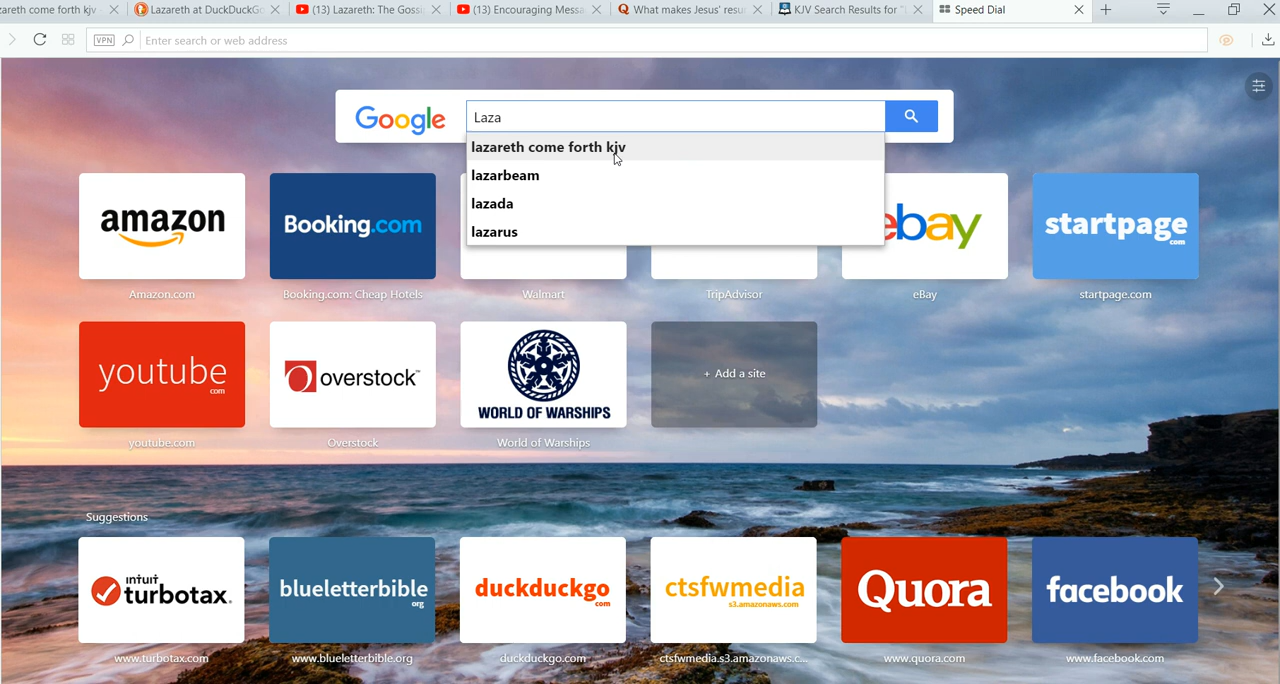 zareth come forth kjv
Lazareth at DuckDuckGo
(13) Lazareth: The Gossi
(13) Encouraging Messa
What makes Jesus' resu
KJV Search Results for "
Speed Dial
VPN
Enter search or web address
Google
Laza
lazareth come forth kjv
lazarbeam
lazada
lazarus
amazon
Booking.com
ebay
startpage
com
Amazon.com
Booking.com: Cheap Hotels
Walmart
TripAdvisor
eBay
startpage.com
youtube
com
overstock™
WORLD OF WARSHIPS
+ Add a site
youtube.com
Overstock
World of Warships
Suggestions
intuit
turbotax.
blueletterbible
org
duckduckgo
com
ctsfwmedia
s3.amazonaws.com
Quora
facebook
www.turbotax.com
www.blueletterbible.org
duckduckgo.com
ctsfwmedia.s3.amazonaws.c...
www.quora.com
www.facebook.com